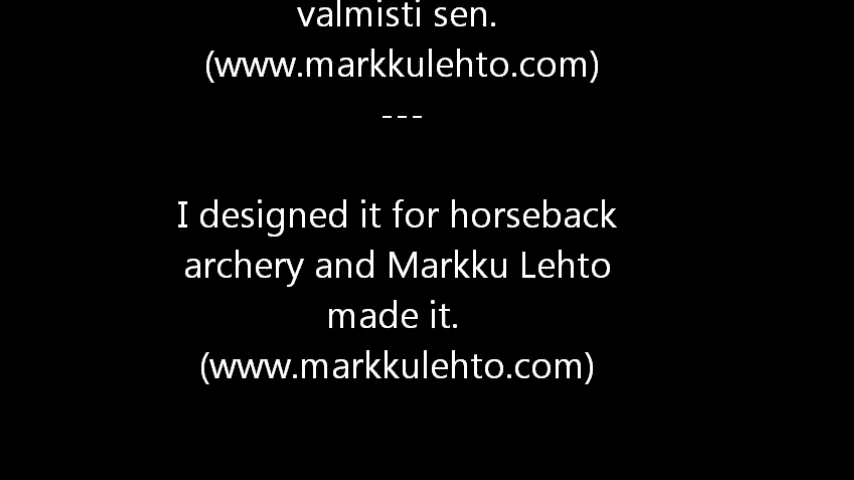 valmisti sen.
(www.markkulehto.com)
---
I designed it for horseback
archery and Markku Lehto
made it.
(www.markkulehto.com)